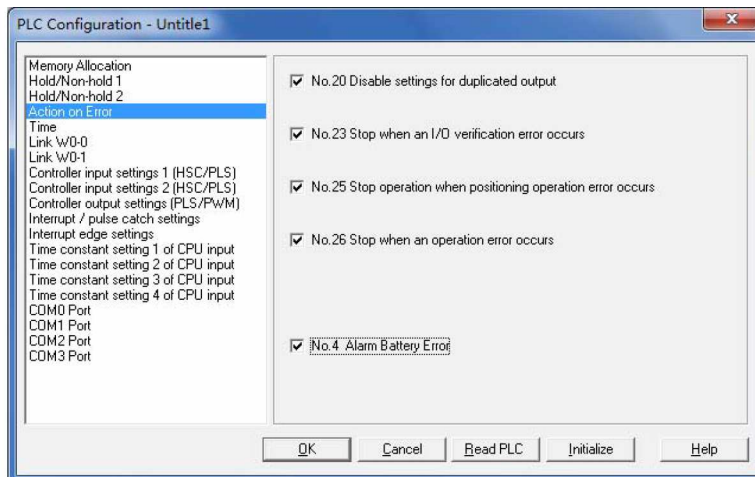 PLC Configuration - Untitle1
Memory Allocation
Hold/Non-hold 1
Hold/Non-hold 2
Action on Error
Time
Link W0-0
Link W0-1
Controller input settings 1 (HSC/PLS)
Controller input settings 2 (HSC/PLS)
Controller output settings (PLS/PWM)
Interrupt / pulse catch settings
Interrupt edge settings
Time constant setting 1 of CPU input
Time constant setting 2 of CPU input
Time constant setting 3 of CPU input
Time constant setting 4 of CPU input
COM0 Port
COM1 Port
COM2 Port
COM3 Port
No.20 Disable settings for duplicated output
No.23 Stop when an I/O verification error occurs
No.25 Stop operation when positioning operation error occurs
No.26 Stop when an operation error occurs
No.4 Alarm Battery Error
OK Cancel Read PLC Initialize Help